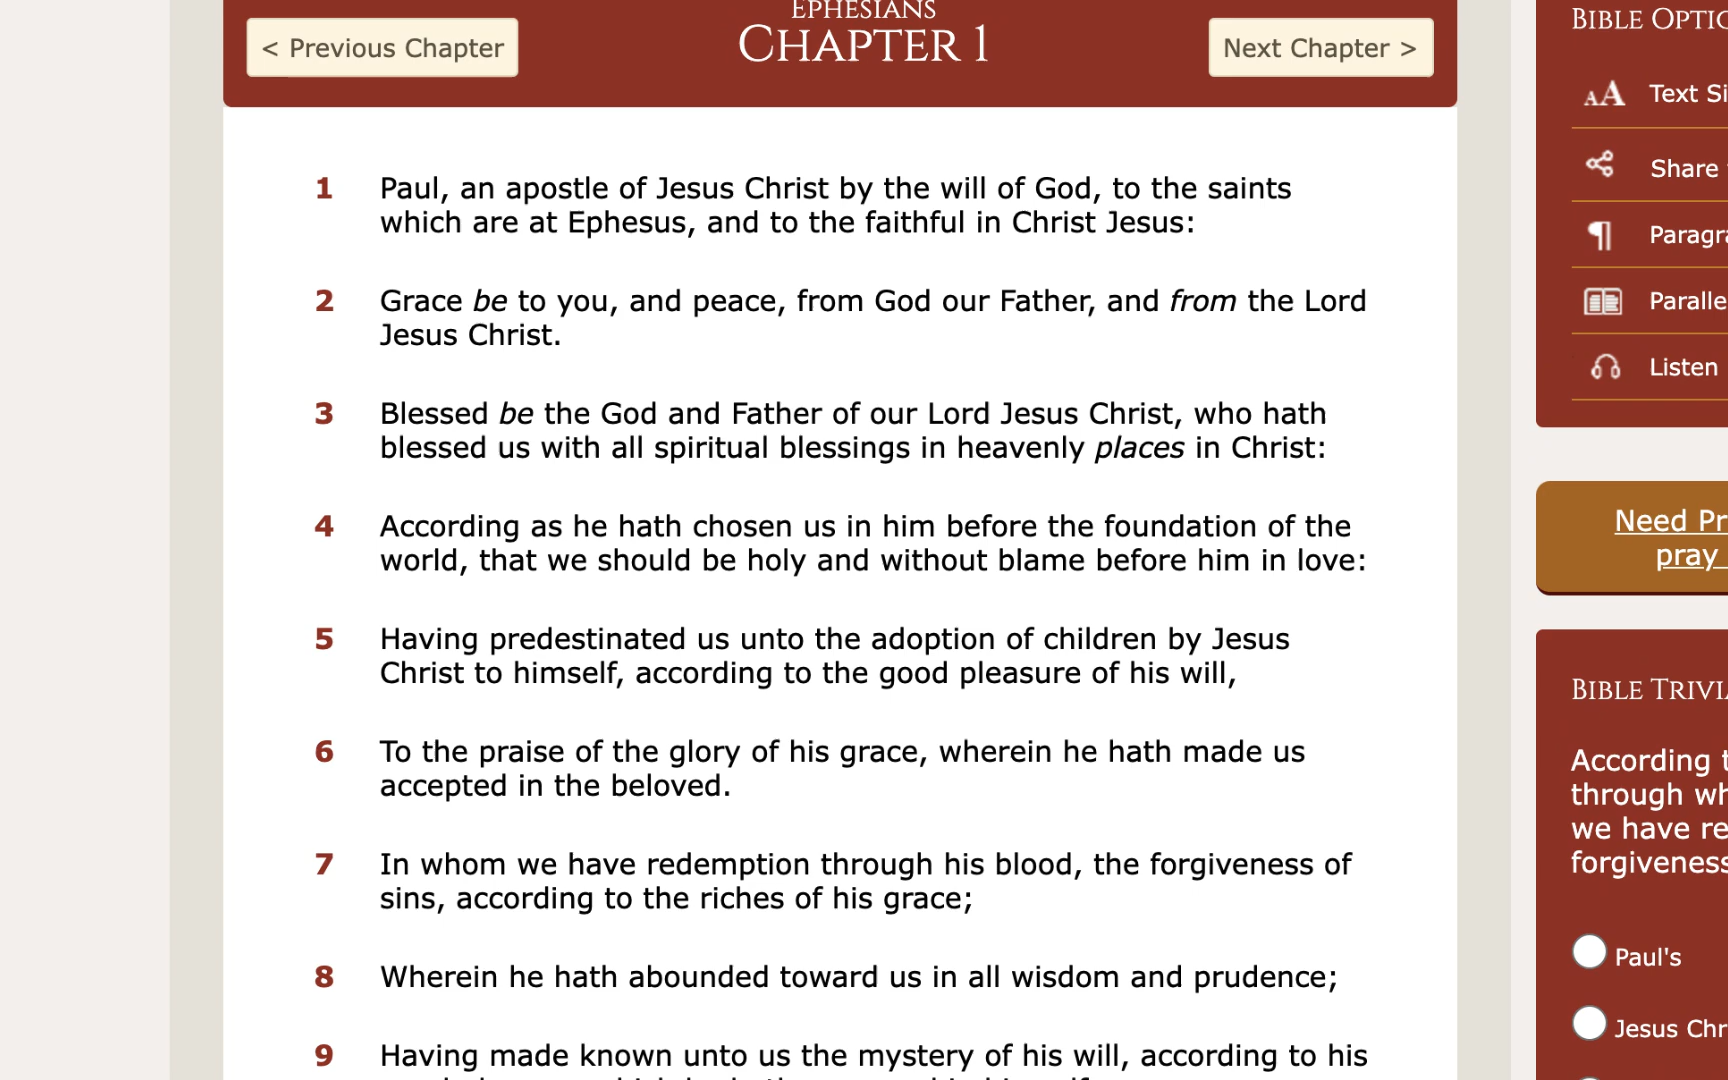 EPHESIANS
CHAPTER 1
< Previous Chapter
Next Chapter >
1 Paul, an apostle of Jesus Christ by the will of God, to the saints
which are at Ephesus, and to the faithful in Christ Jesus:
2 Grace be to you, and peace, from God our Father, and from the Lord
Jesus Christ.
3 Blessed be the God and Father of our Lord Jesus Christ, who hath
blessed us with all spiritual blessings in heavenly places in Christ:
4 According as he hath chosen us in him before the foundation of the
world, that we should be holy and without blame before him in love:
5 Having predestinated us unto the adoption of children by Jesus
Christ to himself, according to the good pleasure of his will,
6 To the praise of the glory of his grace, wherein he hath made us
accepted in the beloved.
7 In whom we have redemption through his blood, the forgiveness of
sins, according to the riches of his grace;
8 Wherein he hath abounded toward us in all wisdom and prudence;
9 Having made known unto us the mystery of his will, according to his
BIBLE
AA Text
Share
¶
Listen
Need
pray
BIBLE
According
through
we have
forgiveness
Paul's
Jesus